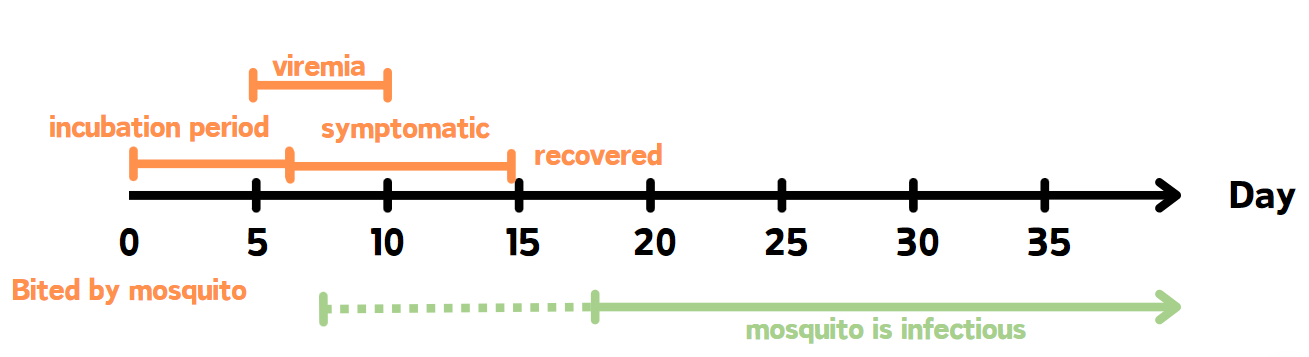 viremia
incubation period symptomatic
recovered
Day
0 5 10 15 20 25 30 35
Bited by mosquito
mosquito is infectious